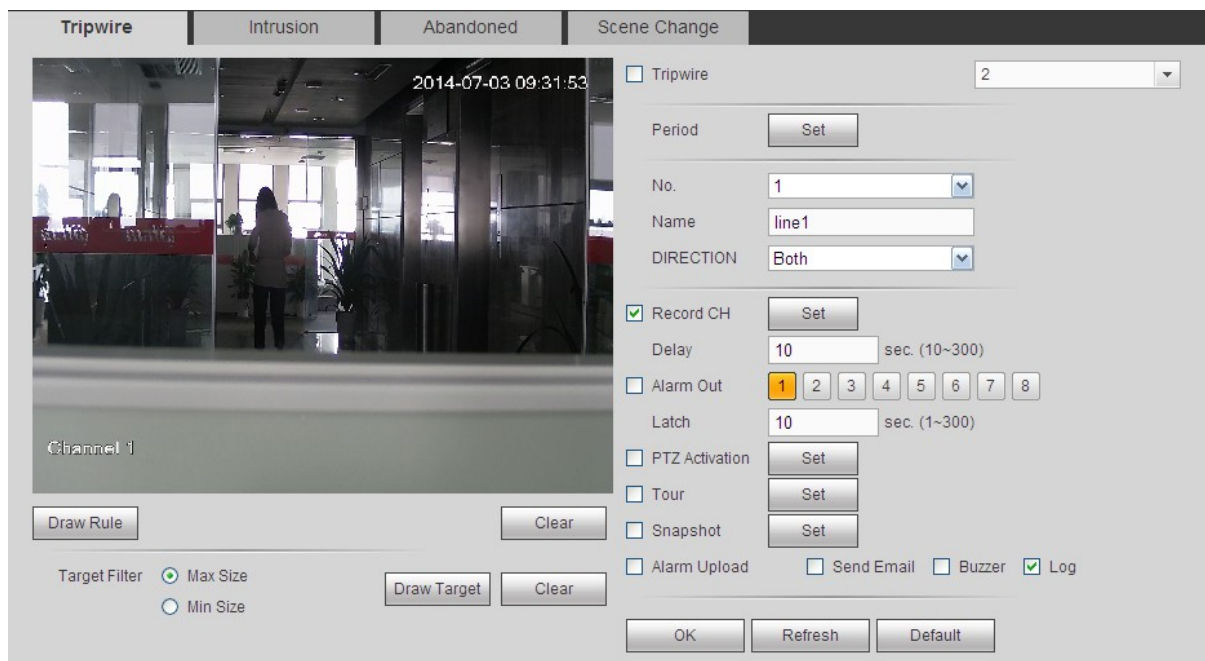 Tripwire
Intrusion
Abandoned
Scene Change
2014-07-03 09:31:53
Channel 1
Draw Rule
Clear
Target Filter
Max Size
Min Size
Draw Target
Clear
Tripwire
2
Period
Set
No.
1
Name
line1
DIRECTION
Both
Record CH
Set
Delay
10
sec. (10~300)
Alarm Out
1 2 3 4 5 6 7 8
Latch
10
sec. (1~300)
PTZ Activation
Set
Tour
Set
Snapshot
Set
Alarm Upload
Send Email
Buzzer
Log
OK
Refresh
Default